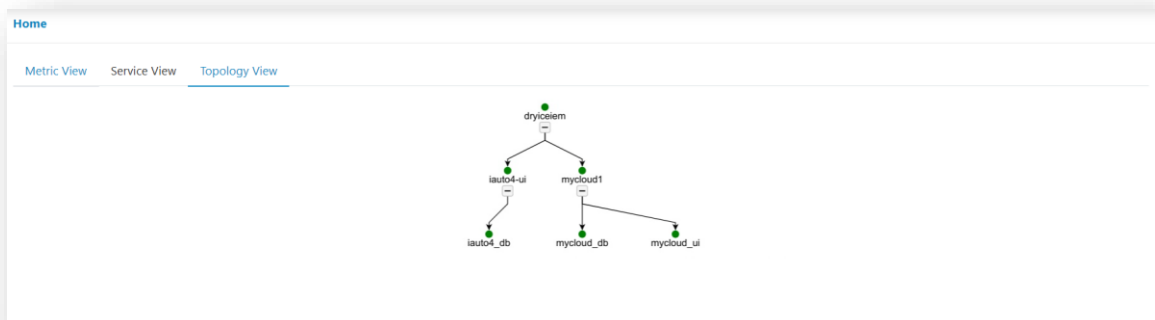 Home
Metric View Service View Topology View
dryiceiem
iauto4-ui mycloud1
iauto4_db mycloud_db mycloud_ui